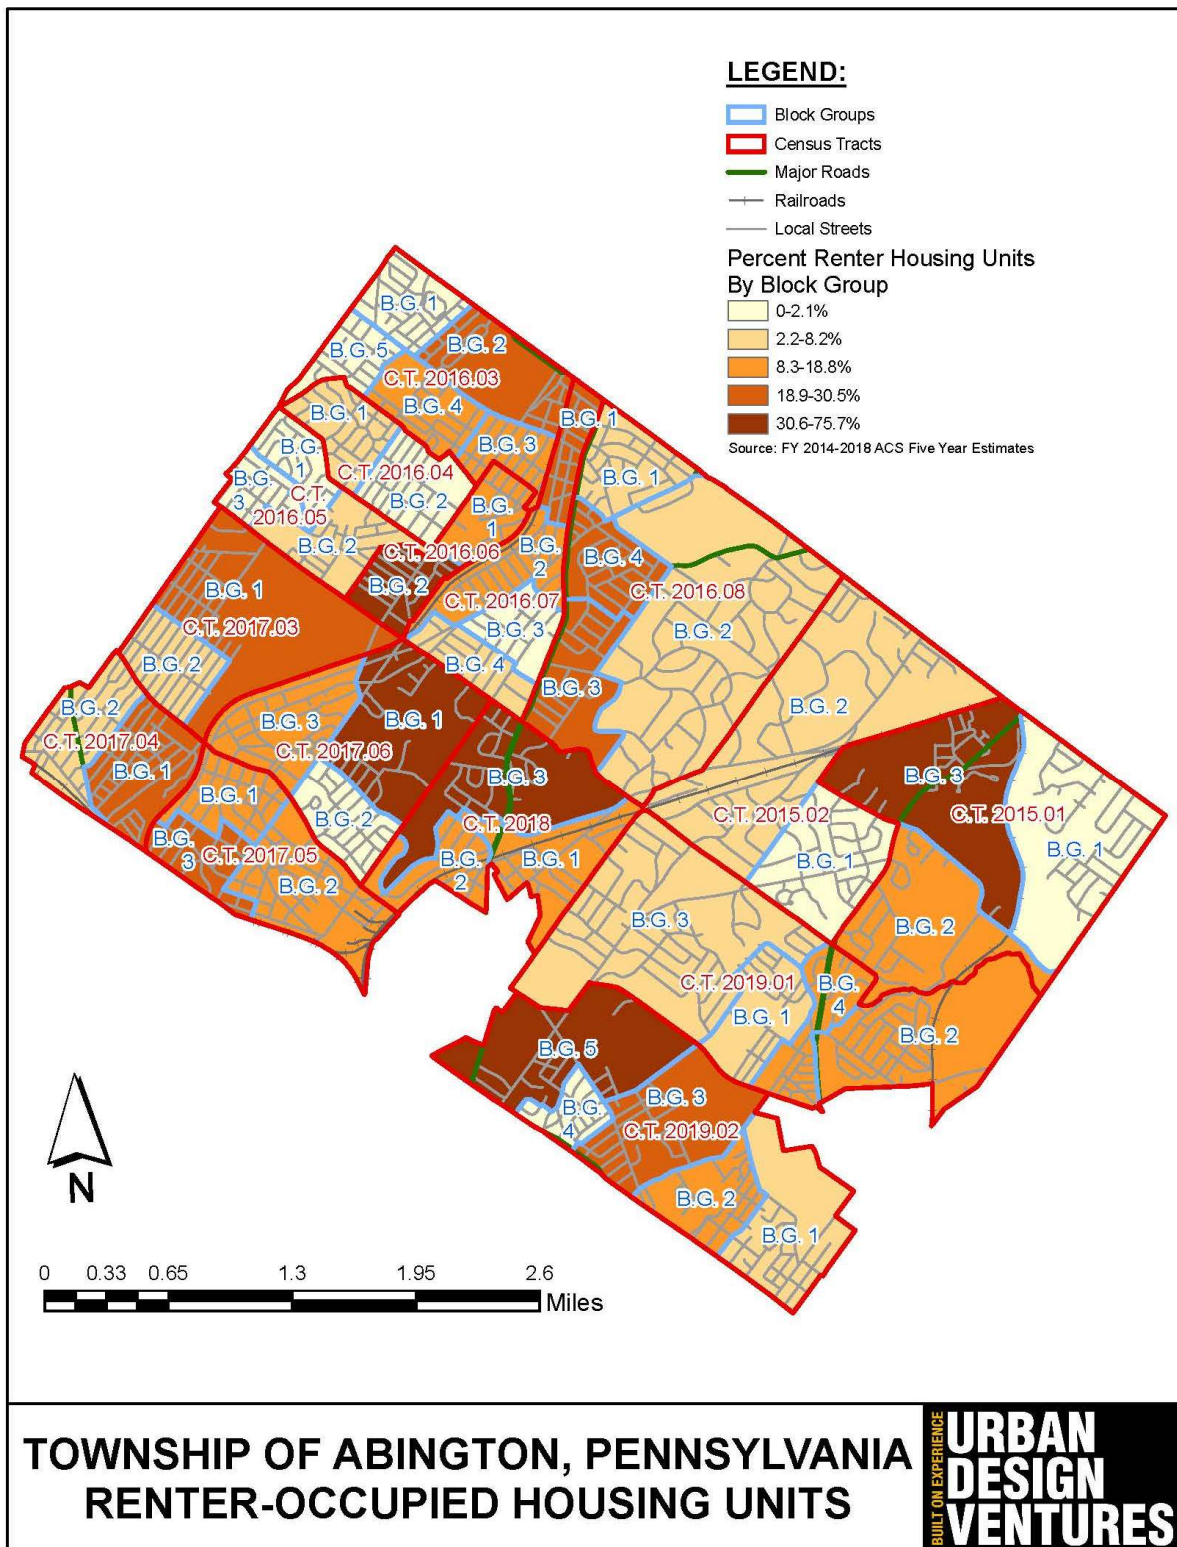 LEGEND:
Block Groups
Census Tracts
Major Roads
Railroads
Local Streets
Percent Renter Housing Units
By Block Group
0-2.1%
2.2-8.2%
8.3-18.8%
18.9-30.5%
30.6-75.7%
Source: FY 2014-2018 ACS Five Year Estimates
B.G. 1
B.G. 5
B.G. 2
C.T. 2016.03
B.G. 4
B.G. 1
B.G. 3
B.G. 1
B.G. 1
B.G.
1
B.G.
3
C.T.
2016.05
C.T. 2016.04
B.G. 2
B.G.
1
B.G. 2
C.T. 2016.06
B.G. 2
B.G.
2
B.G. 4
C.T. 2016.07
C.T. 2016.08
B.G. 1
B.G. 3
B.G. 2
C.T. 2017.03
B.G. 2
B.G. 4
B.G. 3
B.G. 2
B.G. 2
C.T. 2017.04
B.G. 1
B.G. 3
C.T. 2017.06
B.G. 1
B.G. 3
B.G. 3
C.T. 2015.01
C.T. 2015.02
B.G. 1
B.G. 2
C.T. 2018
B.G. 1
B.G. 1
B.G.
3
C.T. 2017.05
B.G. 2
B.G.
2
B.G. 1
B.G. 3
B.G. 2
C.T. 2019.01
B.G. 1
B.G.
4
B.G. 2
B.G. 5
B.G.
4
B.G. 3
C.T. 2019.02
B.G. 2
B.G. 1
N
0 0.33 0.65 1.3 1.95 2.6
Miles
TOWNSHIP OF ABINGTON, PENNSYLVANIA
RENTER-OCCUPIED HOUSING UNITS
BUILT ON EXPERIENCE
URBAN
DESIGN
VENTURES